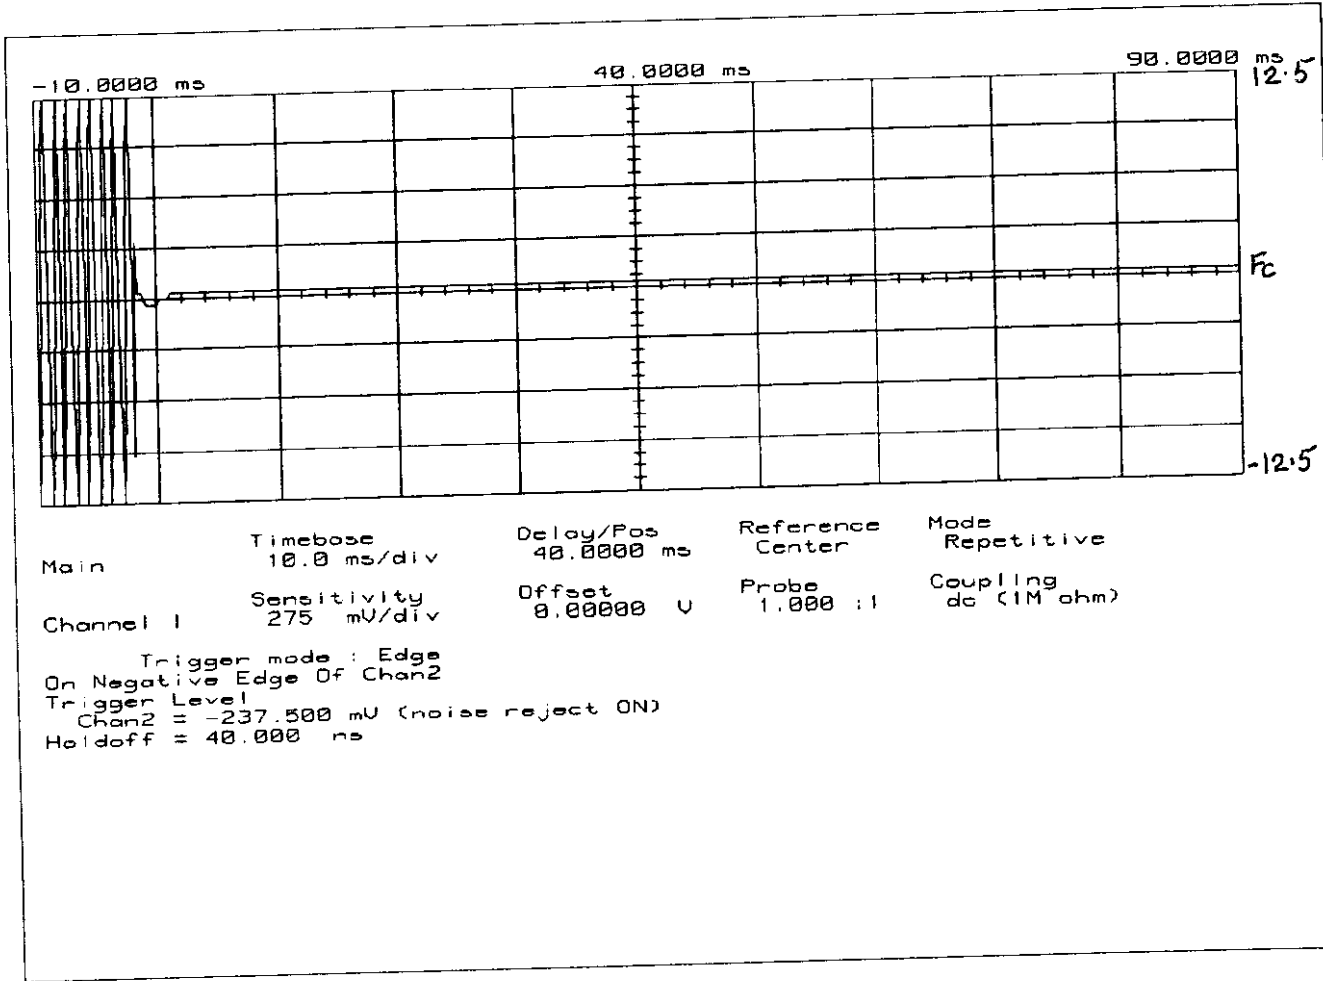 -10.0000 ms 40.0000 ms 90.0000 ms
12.5
Fc
-12.5
Timebase Delay/Pos Reference Mode
Main 10.0 ms/div 40.0000 ms Center Repetitive
Sensitivity Offset Probe Coupling
Channel 1 275 mV/div 0.00000 V 1.000 :1 dc (1M ohm)
Trigger mode : Edge
On Negative Edge Of Chan2
Trigger Level
Chan2 = -237.500 mV (noise reject ON)
Holdoff = 40.000 ns